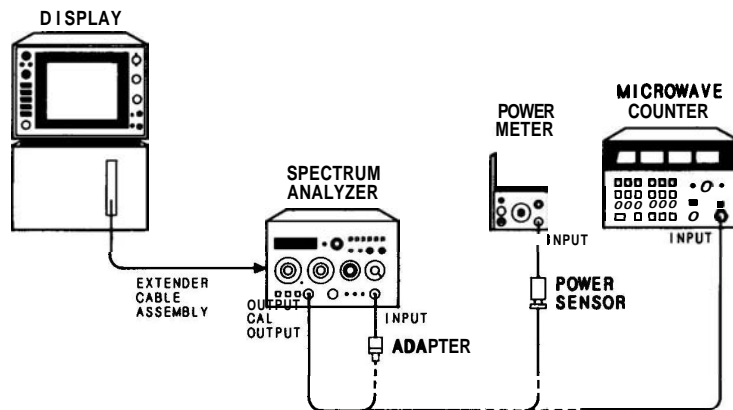 DISPLAY
MICROWAVE
COUNTER
POWER
METER
SPECTRUM
ANALYZER
INPUT
INPUT
EXTENDER
CABLE
ASSEMBLY
OUTPUT
CAL
OUTPUT
INPUT
POWER
SENSOR
ADAPTER